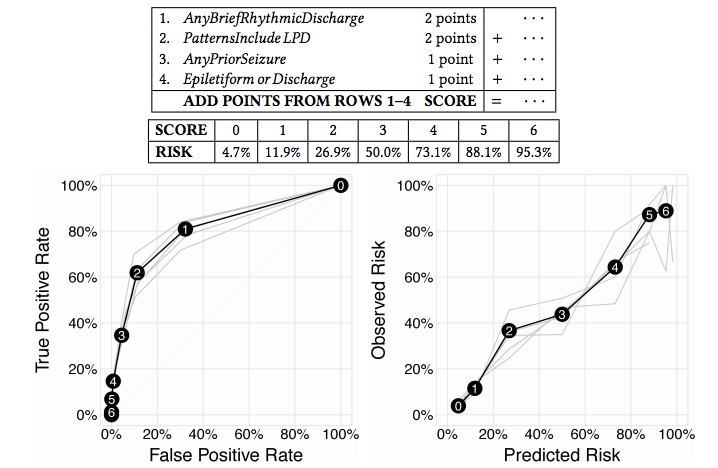 1. AnyBriefRhythmicDischarge 2 points ···
2. PatternsInclude LPD 2 points + ···
3. AnyPriorSeizure 1 point + ···
4. Epiletiform or Discharge 1 point + ···
ADD POINTS FROM ROWS 1–4 SCORE = ···
SCORE 0 1 2 3 4 5 6
RISK 4.7% 11.9% 26.9% 50.0% 73.1% 88.1% 95.3%
True Positive Rate
100%
80%
60%
40%
20%
0%
0
1
2
3
4
5
6
0% 20% 40% 60% 80% 100%
False Positive Rate
Observed Risk
100%
80%
60%
40%
20%
0%
5 6
4
3
2
1
0
0% 20% 40% 60% 80% 100%
Predicted Risk